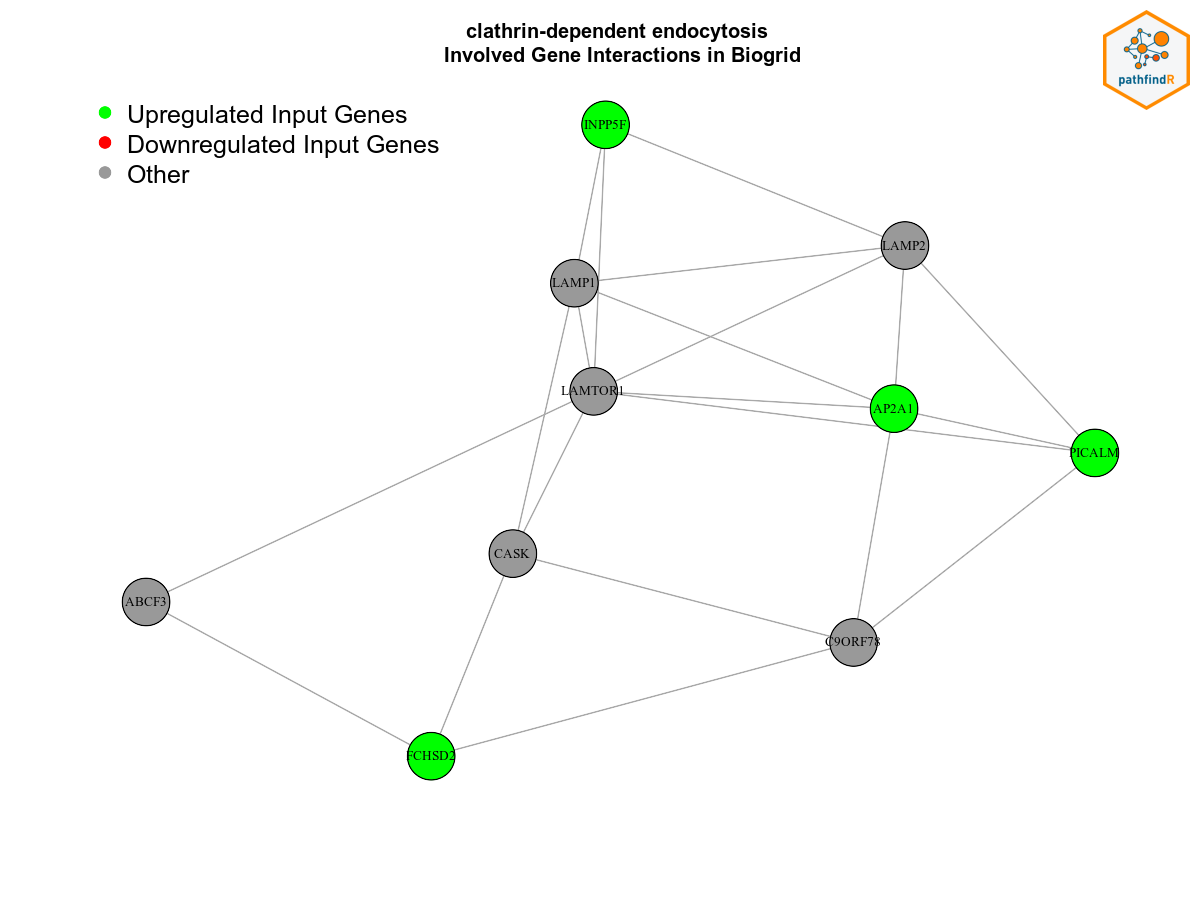 clathrin-dependent endocytosis
Involved Gene Interactions in Biogrid
pathfindR
Upregulated Input Genes
Downregulated Input Genes
Other
INPP5F
LAMP2
LAMP1
LAMTOR1
AP2A1
PICALM
CASK
ABCF3
C9ORF78
FCHSD2